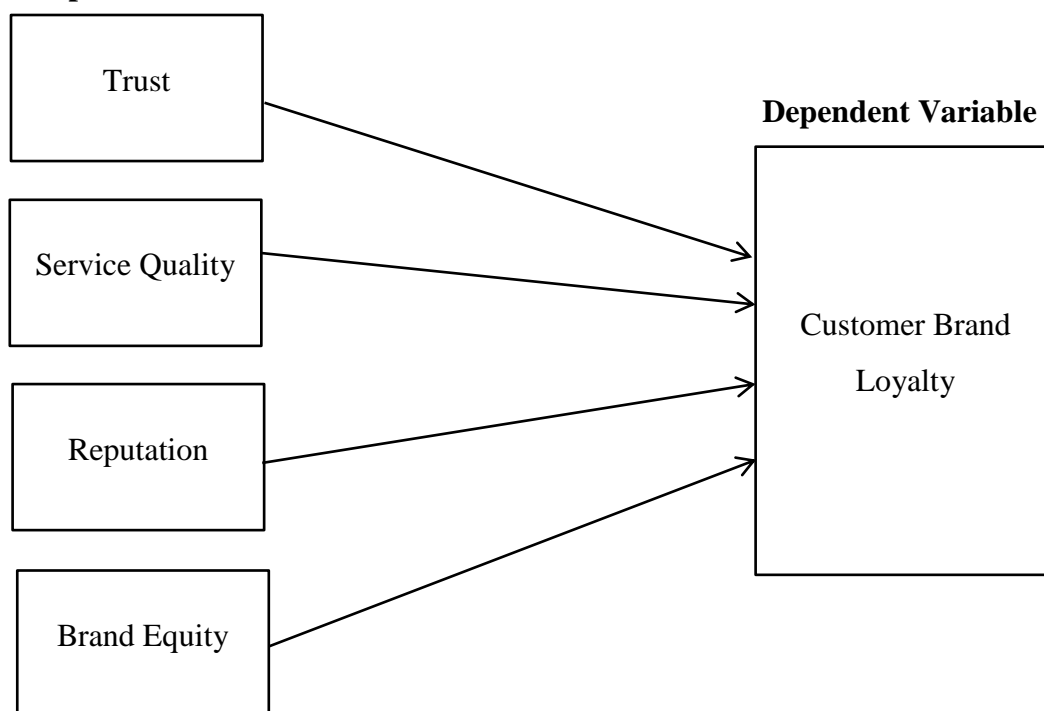 Trust
Dependent Variable
Service Quality
Customer Brand
Loyalty
Reputation
Brand Equity